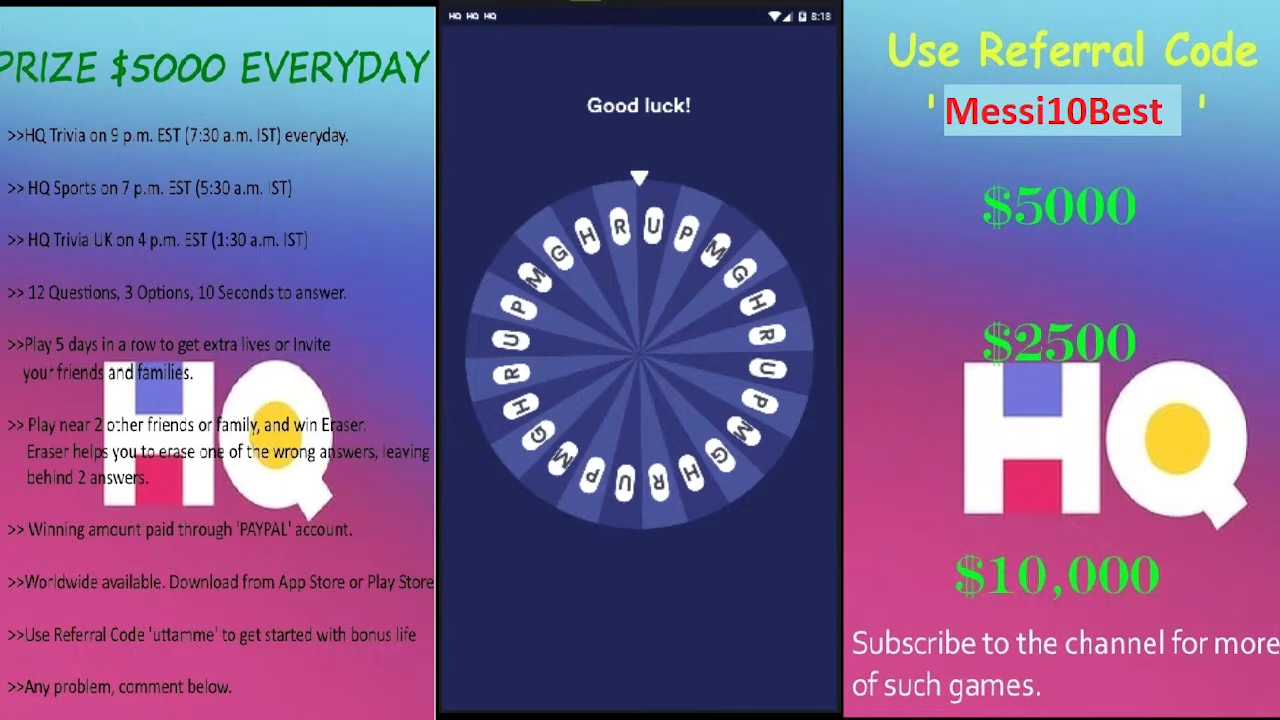 PRIZE $5000 EVERYDAY
>>HQ Trivia on 9 p.m. EST (7:30 a.m. IST) everyday.
>> HQ Sports on 7 p.m. EST (5:30 a.m. IST)
>> HQ Trivia UK on 4 p.m. EST (1:30 a.m. IST)
>> 12 Questions, 3 Options, 10 Seconds to answer.
>>Play 5 days in a row to get extra lives or Invite
your friends and families.
>> Play near 2 other friends or family, and win Eraser.
Eraser helps you to erase one of the wrong answers, leaving
behind 2 answers.
>> Winning amount paid through 'PAYPAL' account.
>>Worldwide available. Download from App Store or Play Store
>>Use Referral Code 'uttamme' to get started with bonus life
>>Any problem, comment below.
HQ
HQ HQ HQ
8:18
Good luck!
U
P
M
G
H
R
U
P
M
G
H
R
U
P
M
G
H
R
U
P
M
G
H
R
Use Referral Code
' Messi10Best '
$5000
$2500
HQ
$10,000
Subscribe to the channel for more
of such games.